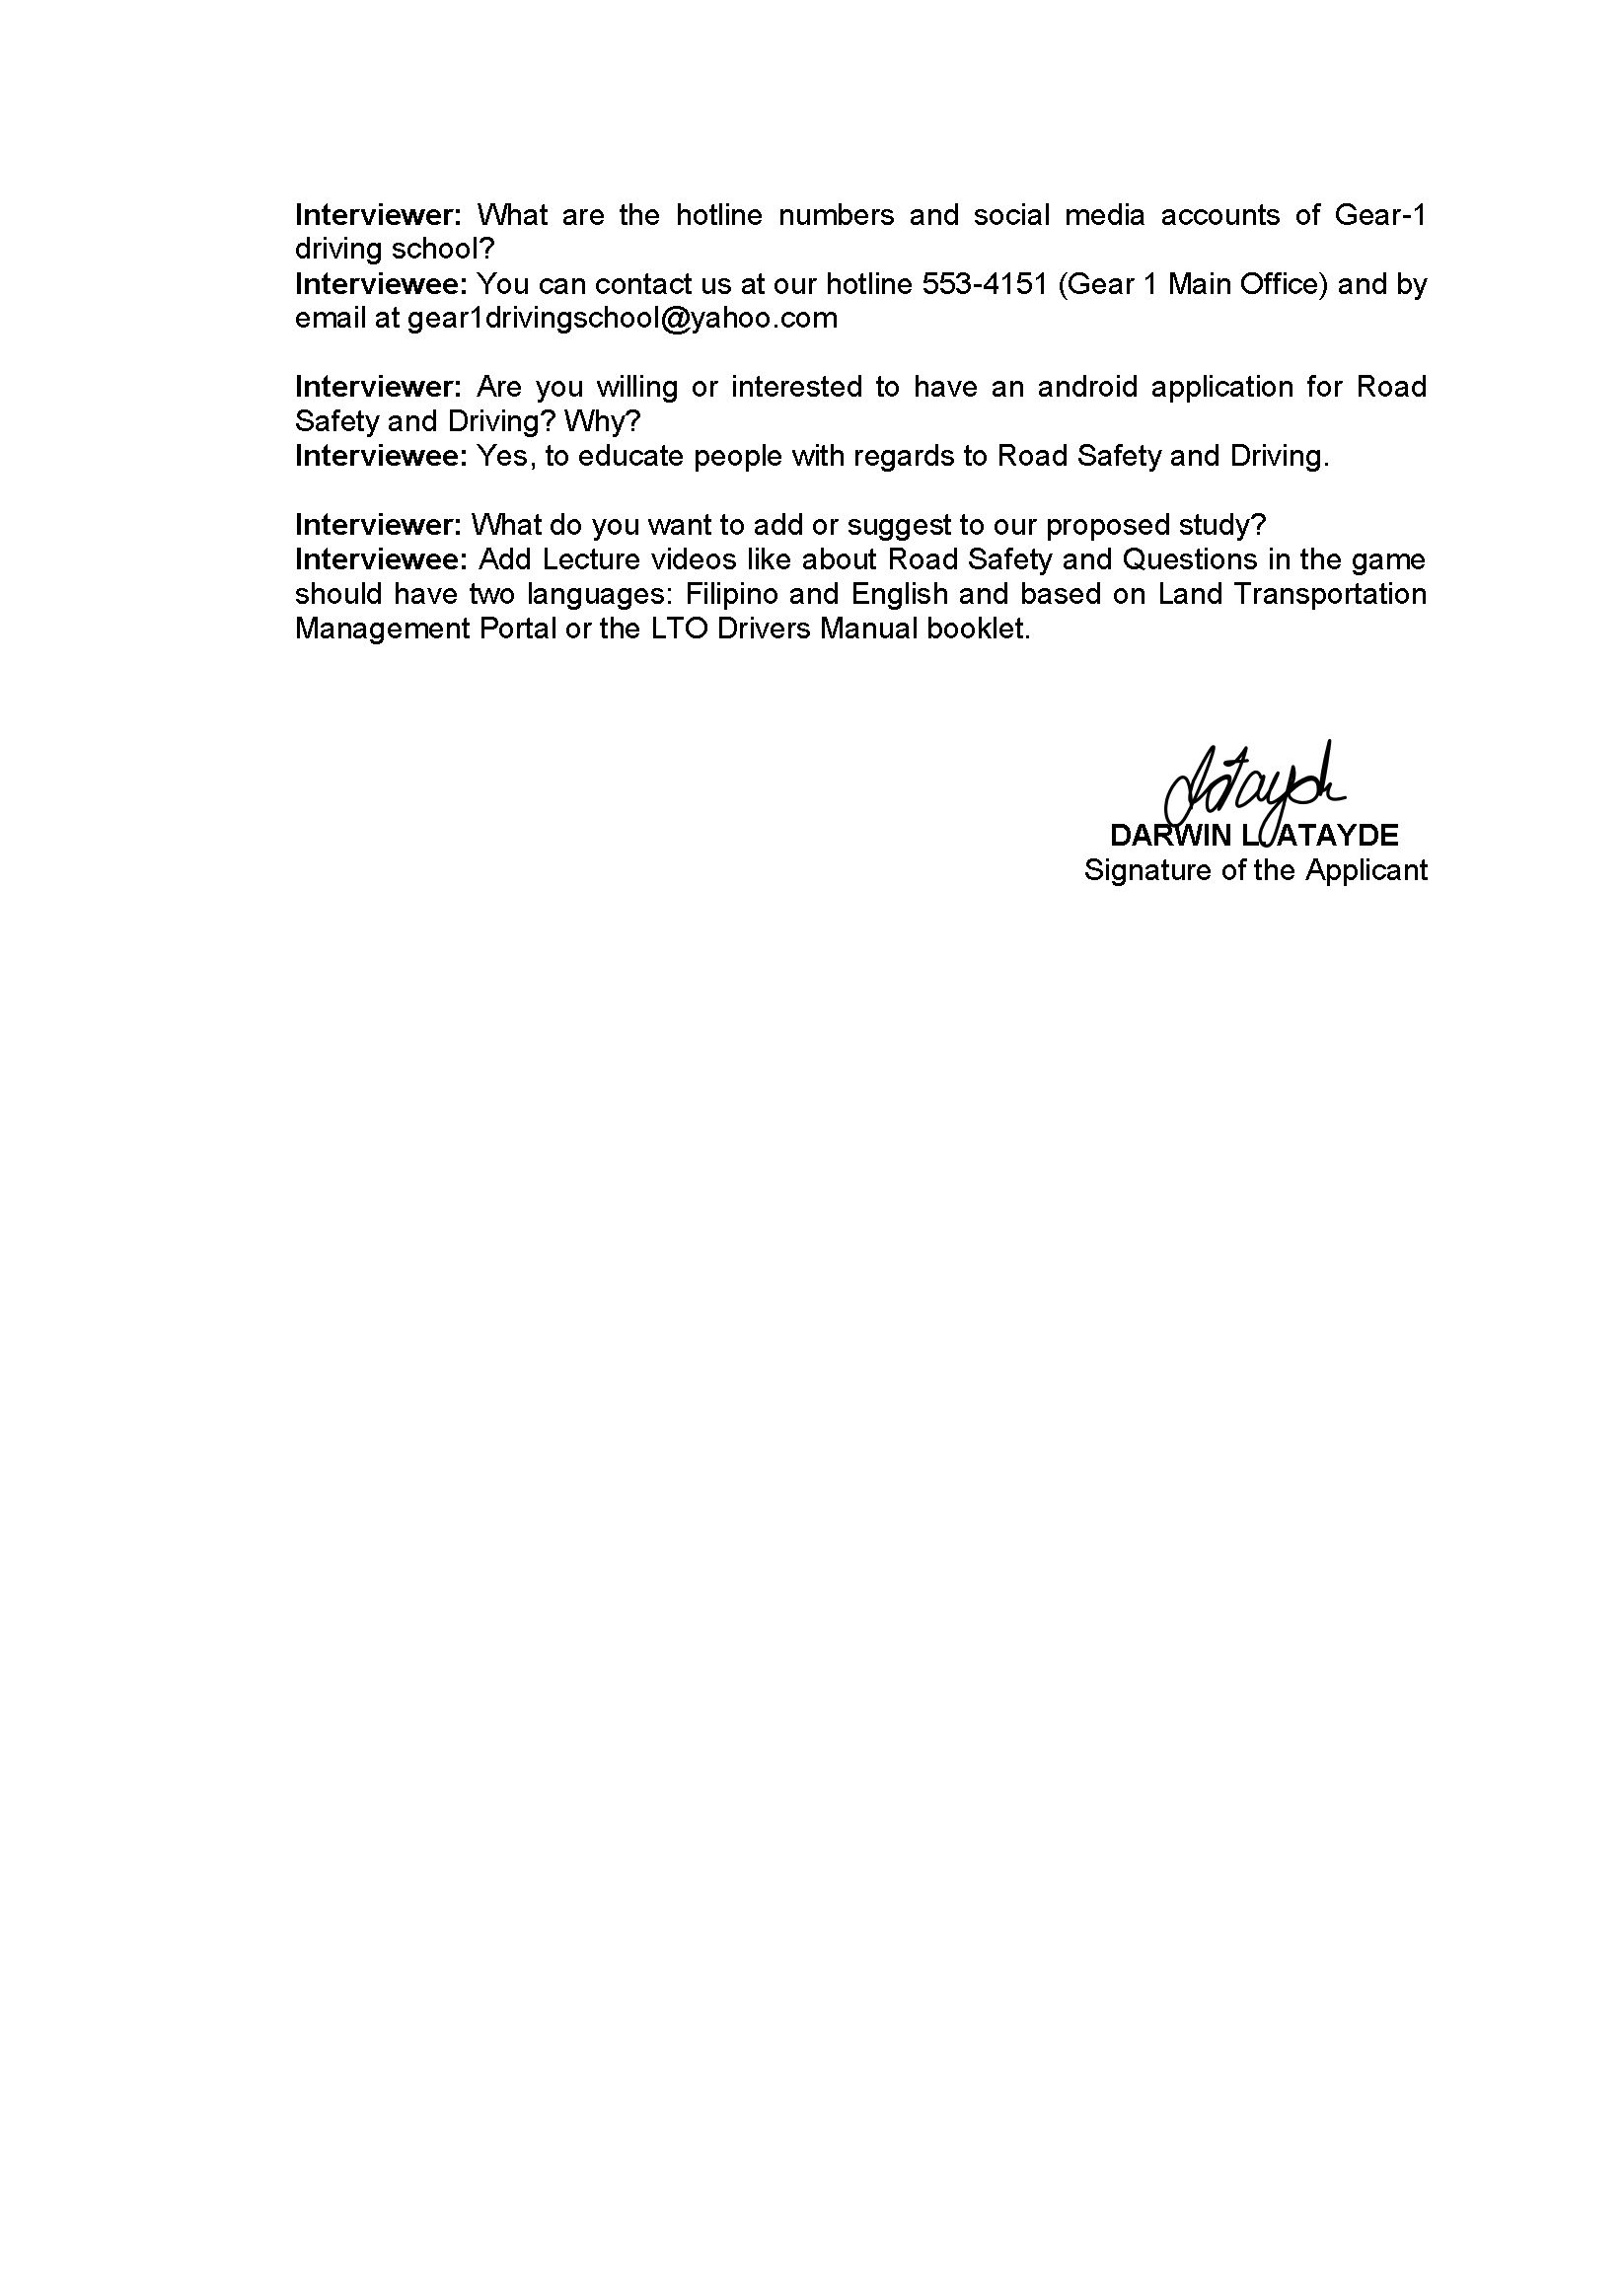 Interviewer: What are the hotline numbers and social media accounts of Gear-1
driving school?
Interviewee: You can contact us at our hotline 553-4151 (Gear 1 Main Office) and by
email at gear1drivingschool@yahoo.com
Interviewer: Are you willing or interested to have an android application for Road
Safety and Driving? Why?
Interviewee: Yes, to educate people with regards to Road Safety and Driving.
Interviewer: What do you want to add or suggest to our proposed study?
Interviewee: Add Lecture videos like about Road Safety and Questions in the game
should have two languages: Filipino and English and based on Land Transportation
Management Portal or the LTO Drivers Manual booklet.
DARWIN L. ATAYDE
Signature of the Applicant